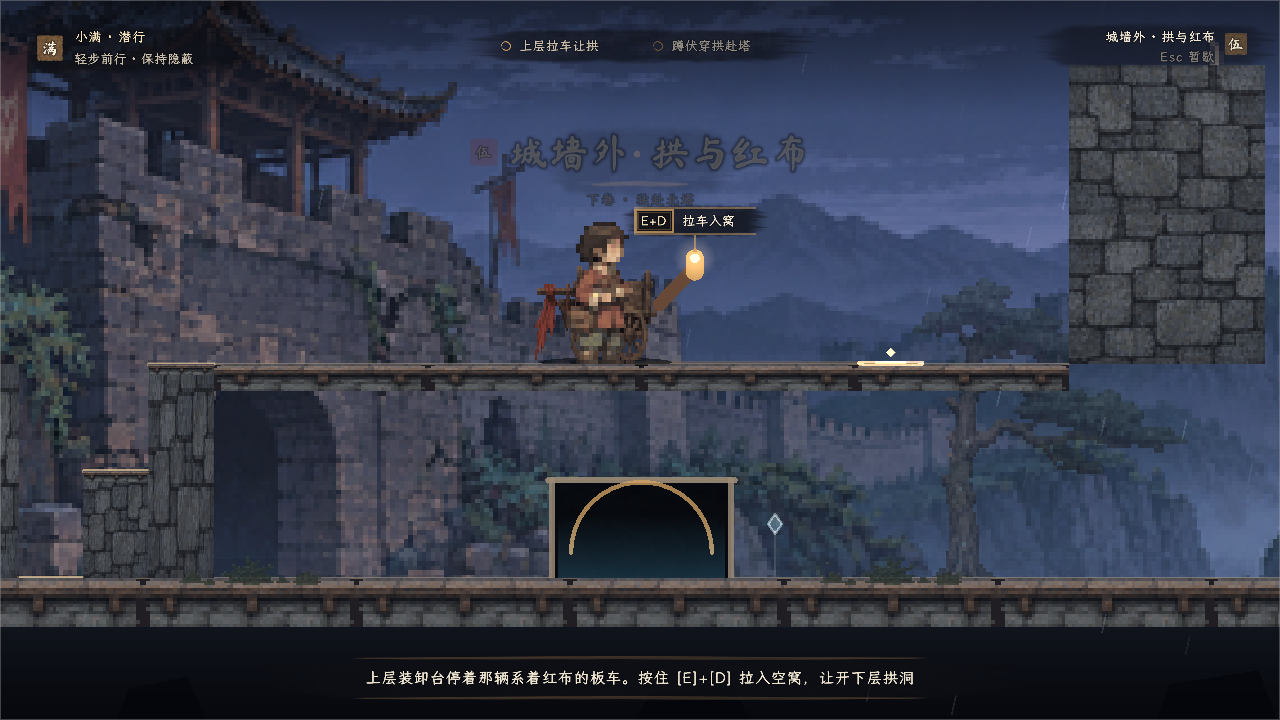 满
小满·潜行
轻步前行·保持隐蔽
上层拉车让拱
蹲伏穿拱赴塔
城墙外·拱与红布
伍
Esc 暂歇
伍 城墙外·拱与红布
E+D 拉车入窝
上层装卸台停着那辆系着红布的板车。按住 [E]+[D] 拉入空窝，让开下层拱洞